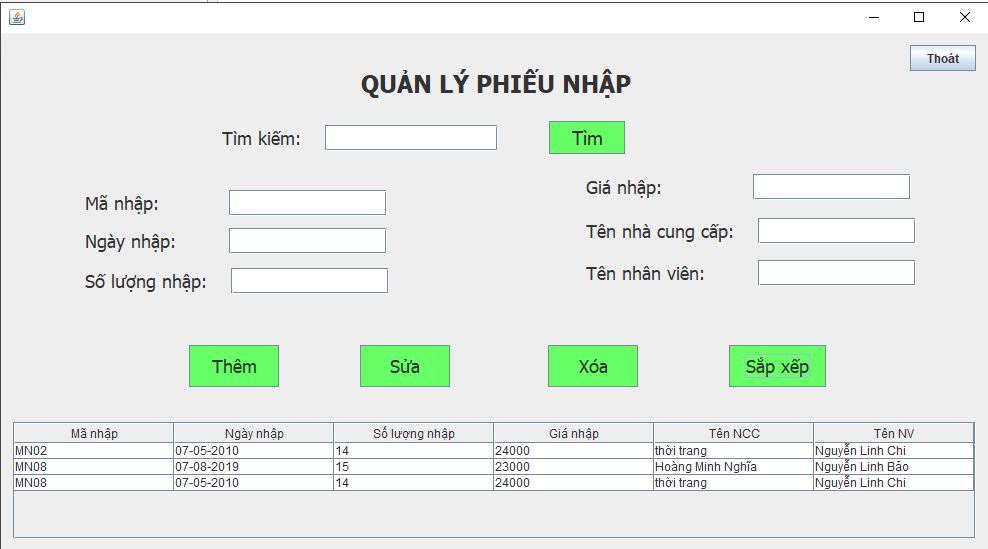 Thoát
QUẢN LÝ PHIẾU NHẬP
Tìm kiếm: Tìm
Mã nhập: Giá nhập:
Ngày nhập: Tên nhà cung cấp:
Số lượng nhập: Tên nhân viên:
Thêm Sửa Xóa Sắp xếp
Mã nhập Ngày nhập Số lượng nhập Giá nhập Tên NCC Tên NV
MN02 07-05-2010 14 24000 thời trang Nguyễn Linh Chi
MN08 07-08-2019 15 23000 Hoàng Minh Nghĩa Nguyễn Linh Bảo
MN08 07-05-2010 14 24000 thời trang Nguyễn Linh Chi